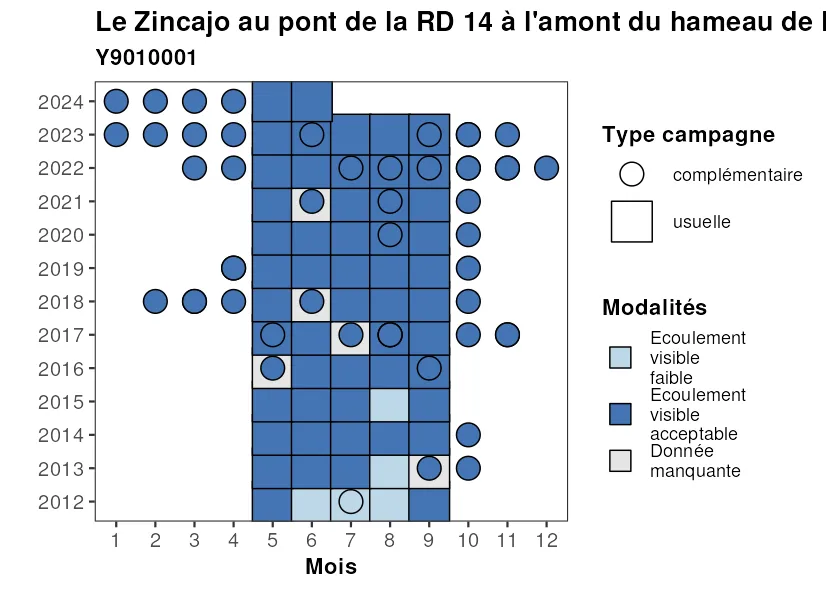 Le Zincajo au pont de la RD 14 à l'amont du hameau de
Y9010001
2024
2023
2022
2021
2020
2019
2018
2017
2016
2015
2014
2013
2012
1 2 3 4 5 6 7 8 9 10 11 12
Mois
Type campagne
complémentaire
usuelle
Modalités
Ecoulement
visible
faible
Ecoulement
visible
acceptable
Donnée
manquante